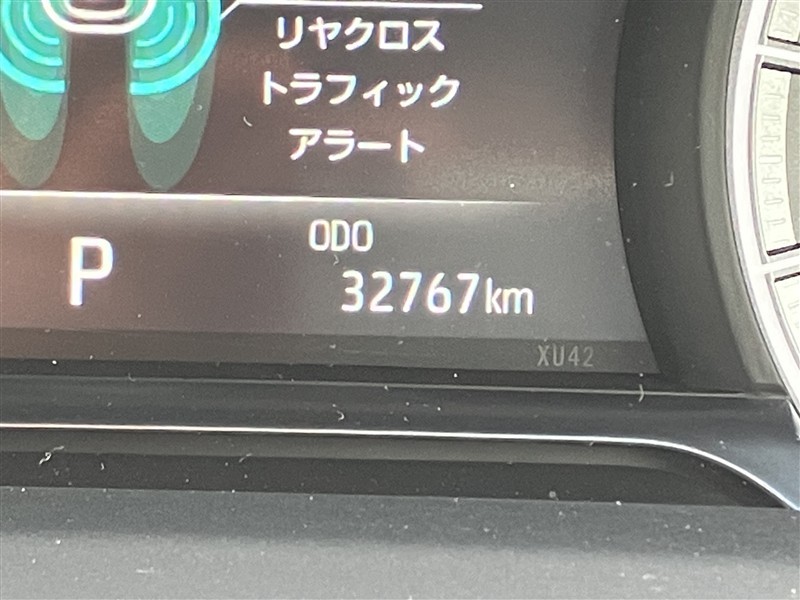 リヤクロス
トラフィック
アラート
ODO
P
32767km
XU42